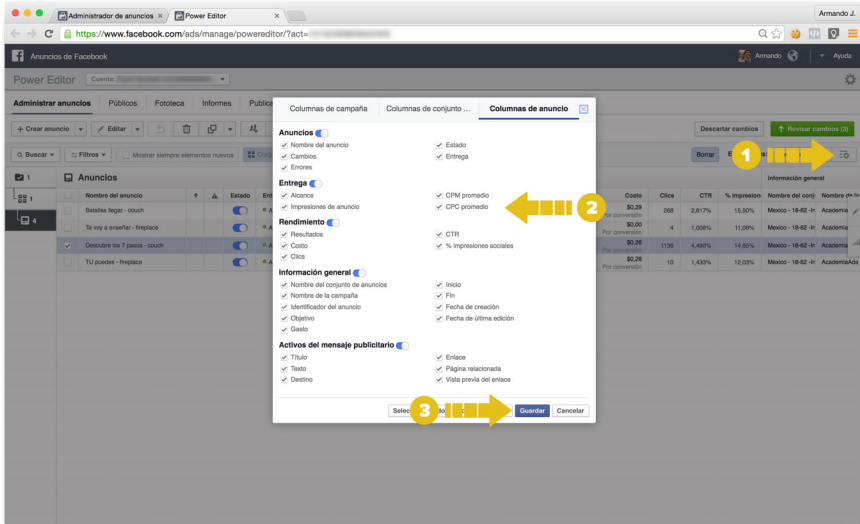 Administrador de anuncios
Power Editor
Armando J.
https://www.facebook.com/ads/manage/powereditor/?act=
Anuncios de Facebook
Armando
Ayuda
Power Editor
Cuenta:
Administrar anuncios
Públicos
Fototeca
Informes
Publica
+ Crear anuncio
Editar
Descartar cambios
Revisar cambios (3)
Buscar
Filtros
Mostrar siempre elementos nuevos
Borrar
1
1
Anuncios
Información general
1
Nombre del anuncio
Estado
Costo
Clics
CTR
% impresion
Nombre del conj
4
Batallas llegar - couch
$0,29
Por conversión
268
2,817%
15,50%
Mexico - 18-62 -In
Academia
Te voy a enseñar - fireplace
$0,00
Por conversión
4
1,008%
11,08%
Mexico - 18-62 -In
Academia
Descubre los 7 pasos - couch
$0,26
Por conversión
1136
4,490%
14,85%
Mexico - 18-62 -In
Academia
TU puedes - fireplace
$0,28
Por conversión
10
1,433%
12,03%
Mexico - 18-62 -In
AcademiaAds
Columnas de campaña
Columnas de conjunto ...
Columnas de anuncio
Anuncios
Nombre del anuncio
Estado
Cambios
Entrega
Errores
Entrega
Alcance
CPM promedio
Impresiones de anuncio
CPC promedio
2
Rendimiento
Resultados
CTR
Costo
% impresiones sociales
Clics
Información general
Nombre del conjunto de anuncios
Inicio
Nombre de la campaña
Fin
Identificador del anuncio
Fecha de creación
Objetivo
Fecha de última edición
Gasto
Activos del mensaje publicitario
Título
Enlace
Texto
Página relacionada
Destino
Vista previa del enlace
3
Guardar
Cancelar